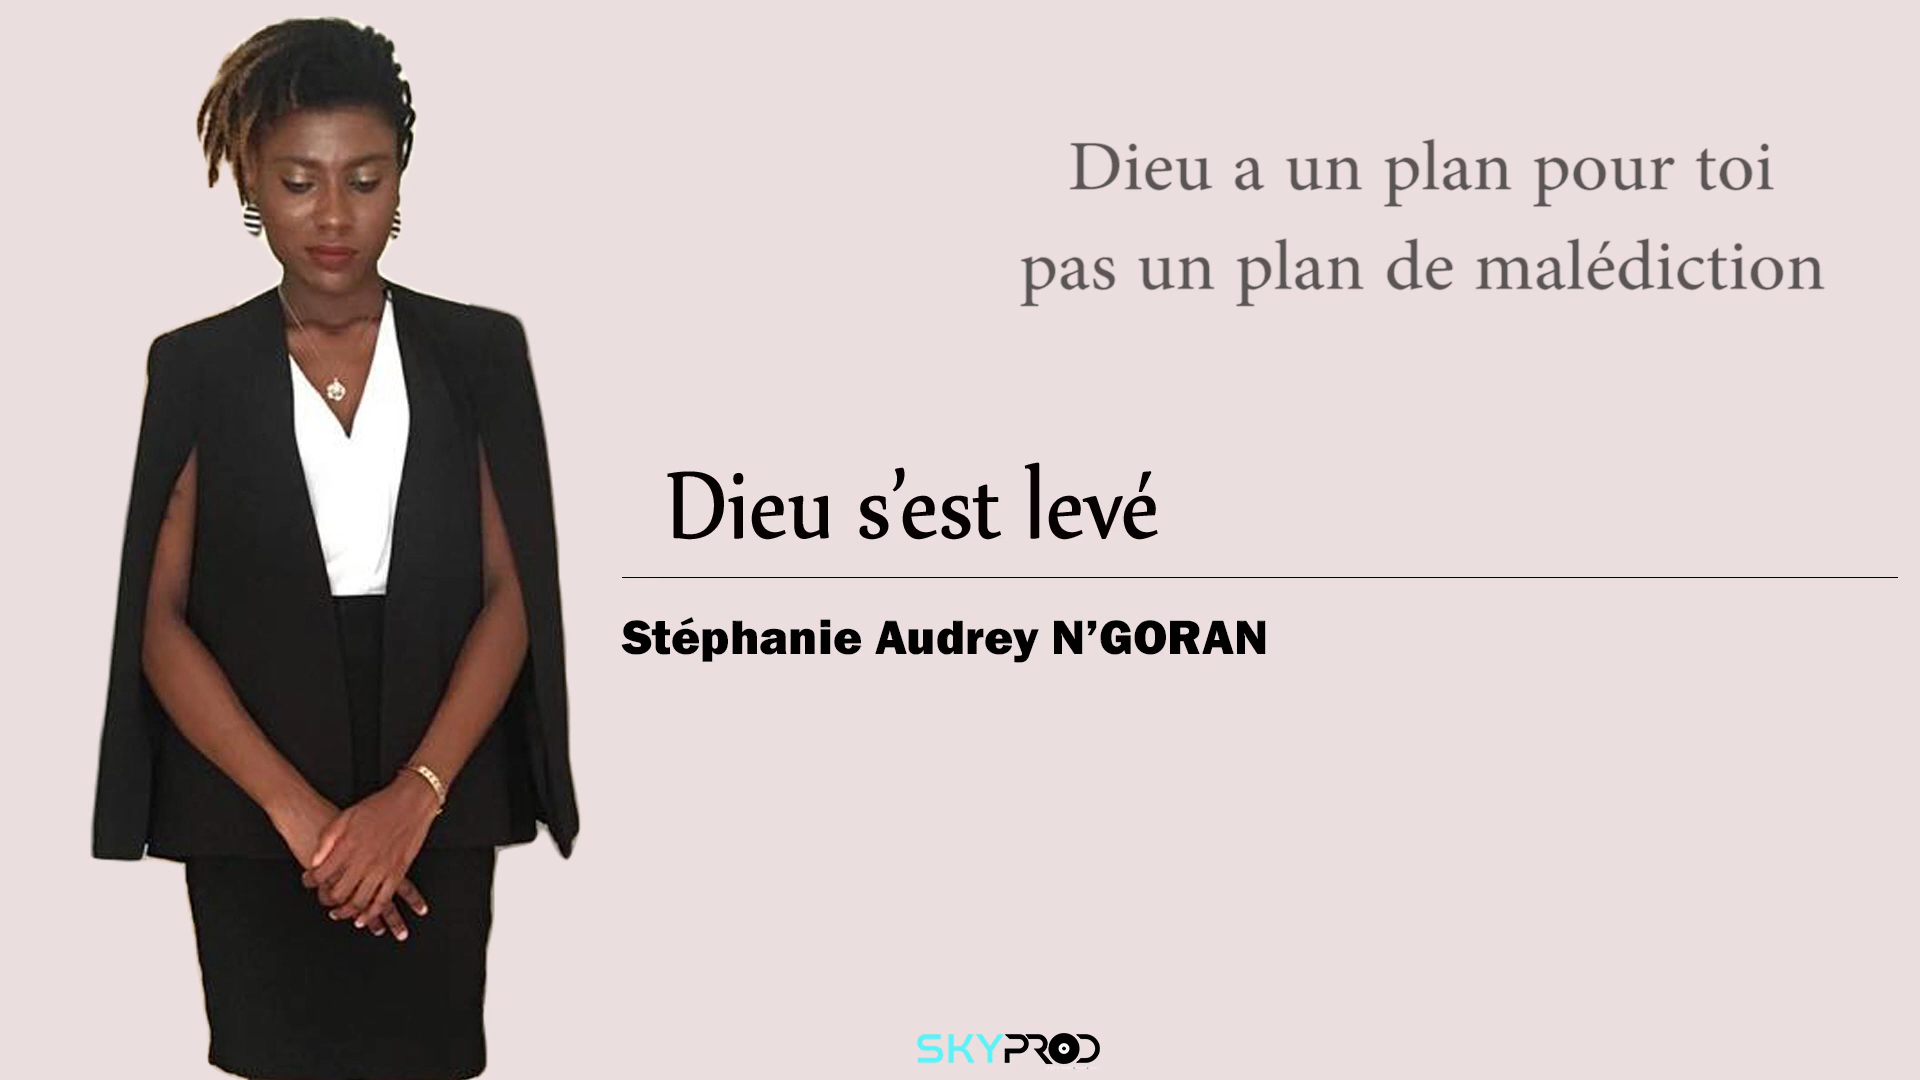 Dieu a un plan pour toi
pas un plan de malédiction
Dieu s’est levé
Stéphanie Audrey N’GORAN
SKYPROD